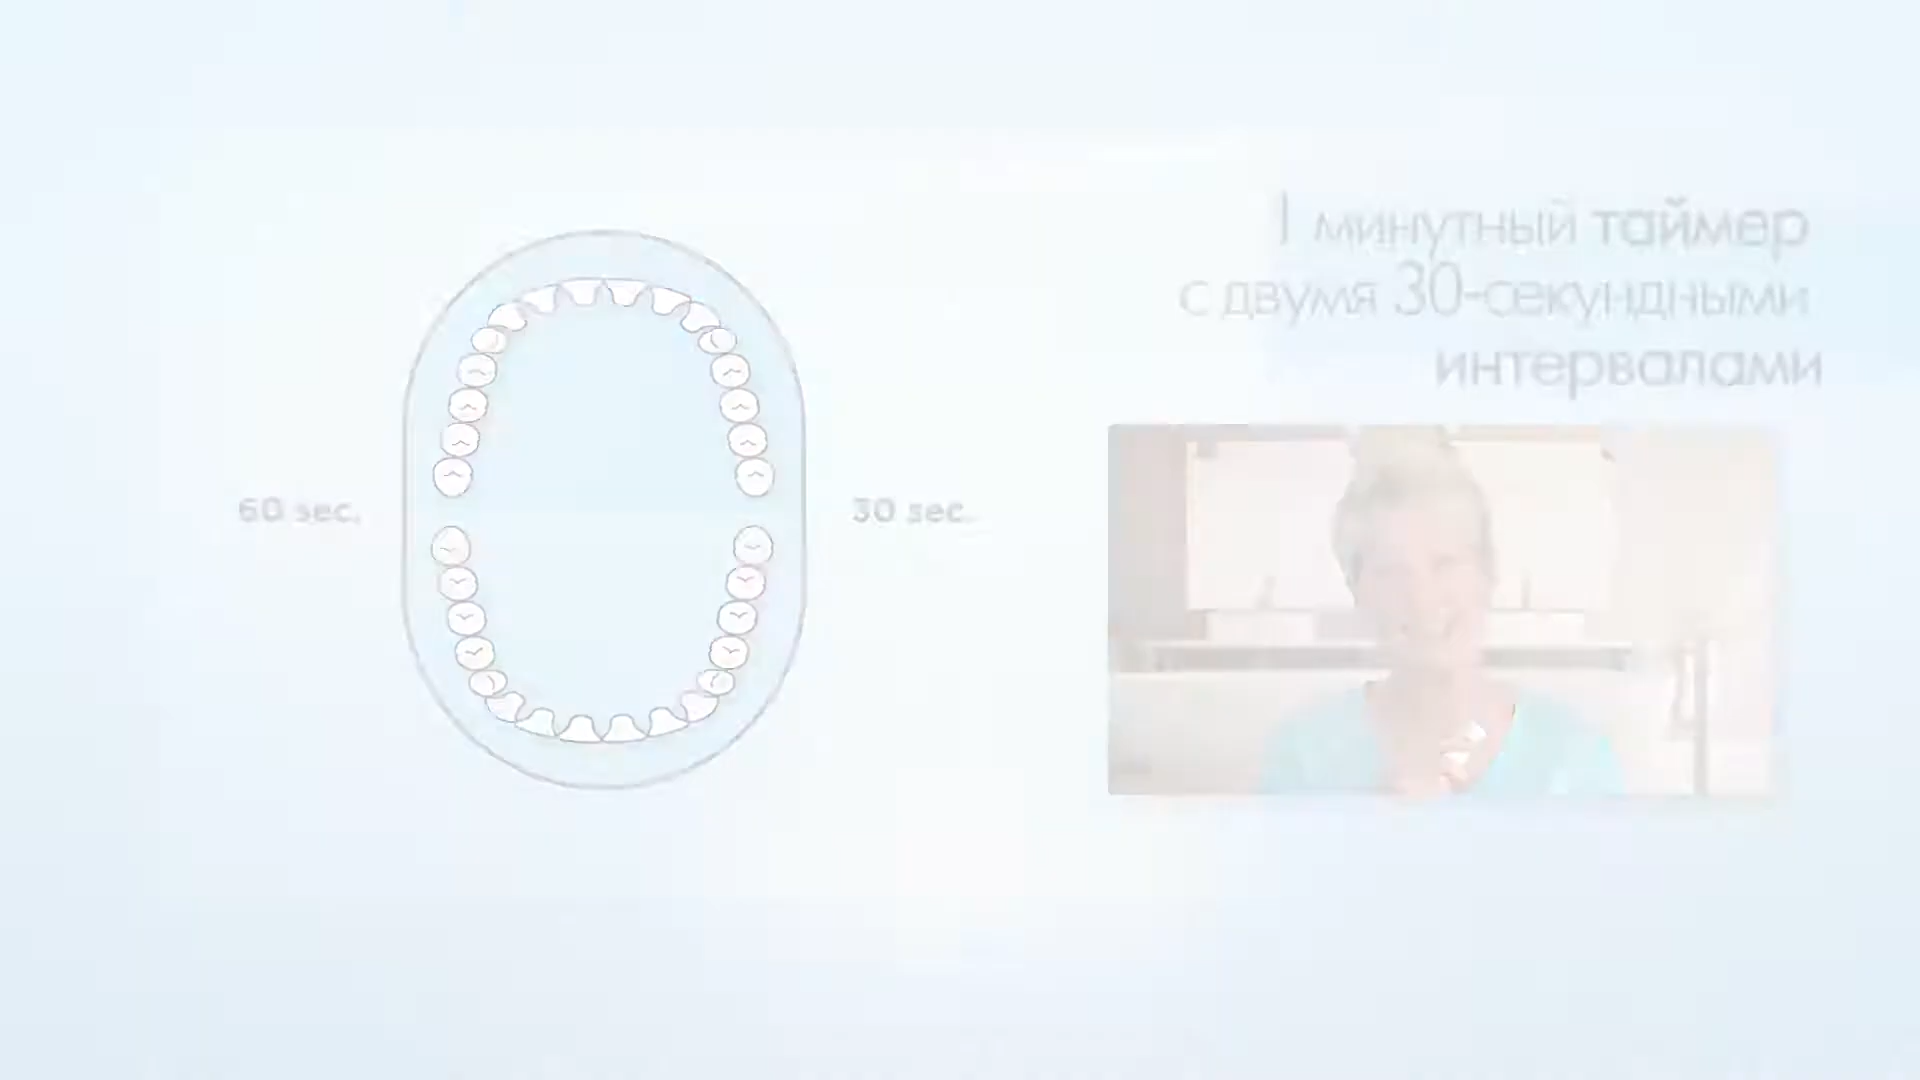 1 минутный таймер
с двумя 30-секундными
интервалами
60 sec.
30 sec.